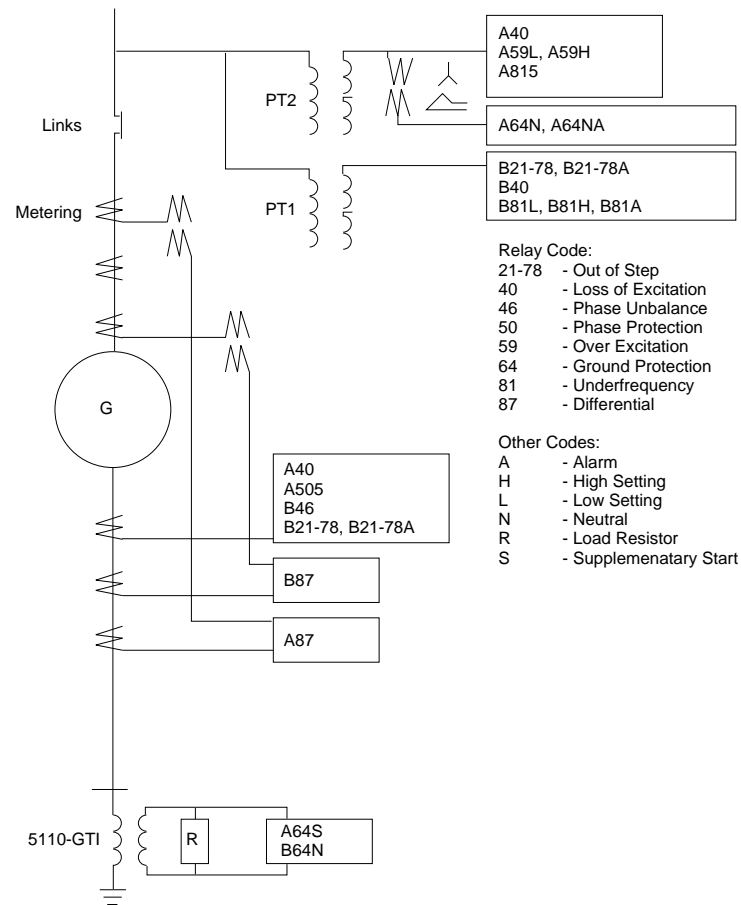 A40
A59L, A59H
A815
PT2
Links
A64N, A64NA
B21-78, B21-78A
B40
B81L, B81H, B81A
PT1
Metering
Relay Code:
21-78 - Out of Step
40 - Loss of Excitation
46 - Phase Unbalance
50 - Phase Protection
59 - Over Excitation
64 - Ground Protection
81 - Underfrequency
87 - Differential
G
Other Codes:
A - Alarm
H - High Setting
L - Low Setting
N - Neutral
R - Load Resistor
S - Supplemenatary Start
A40
A505
B46
B21-78, B21-78A
B87
A87
5110-GTI
R
A64S
B64N